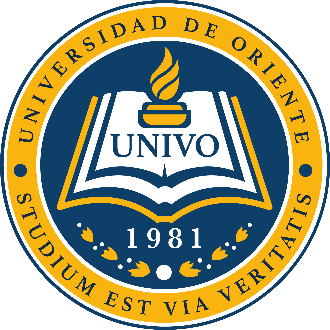 UNIVERSIDAD DE ORIENTE
UNIVO
1981
STUDIUM EST VIA VERITATIS